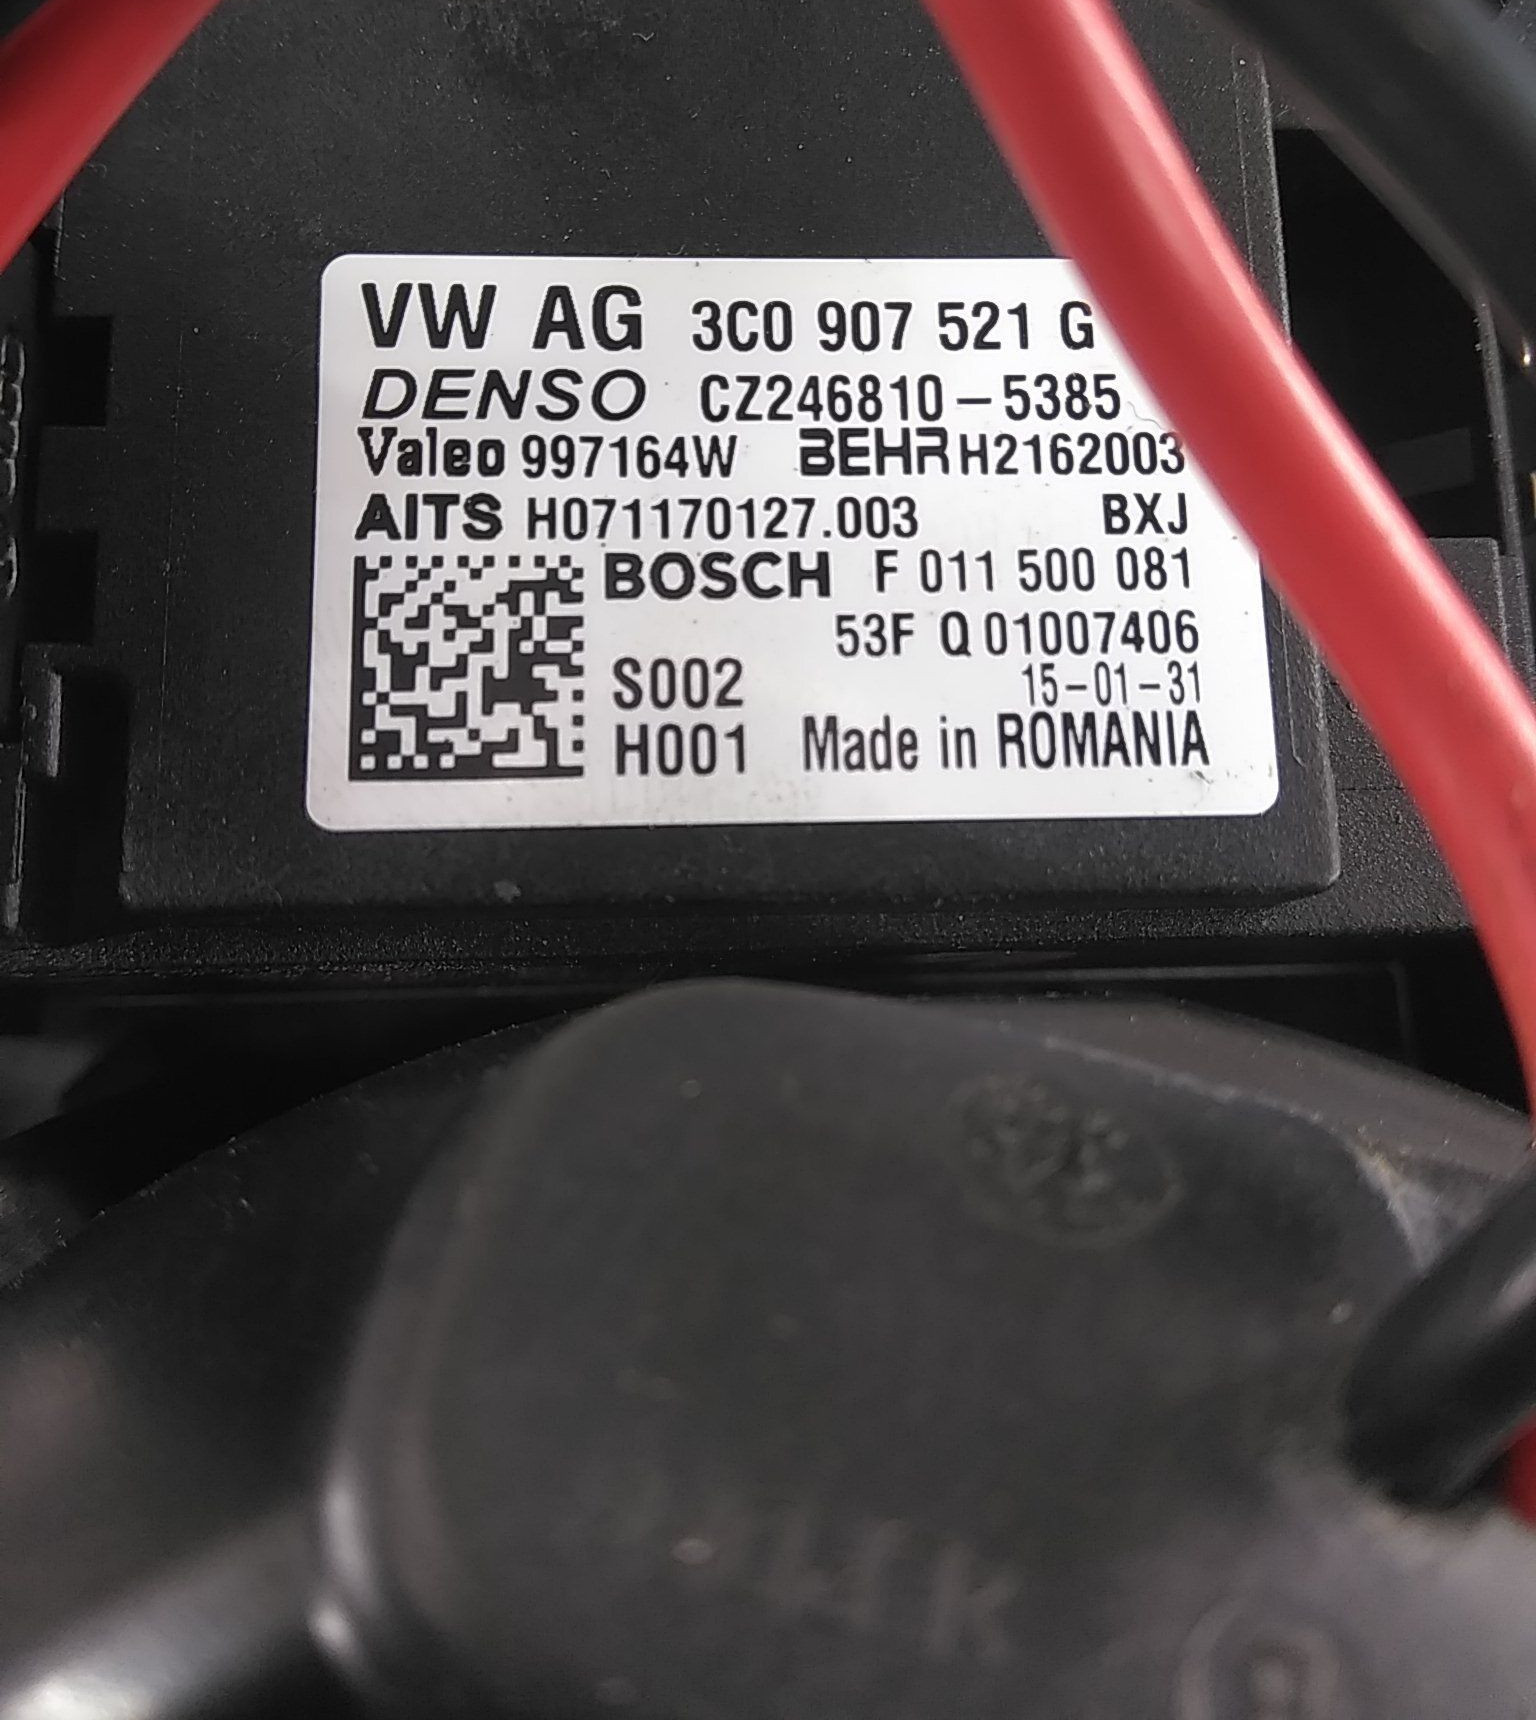 VW AG 3C0 907 521 G
DENSO CZ246810-5385
Valeo 997164W BEHR H2162003
AITS H071170127.003 BXJ
BOSCH F 011 500 081
53F Q 01007406
S002 15-01-31
H001 Made in ROMANIA